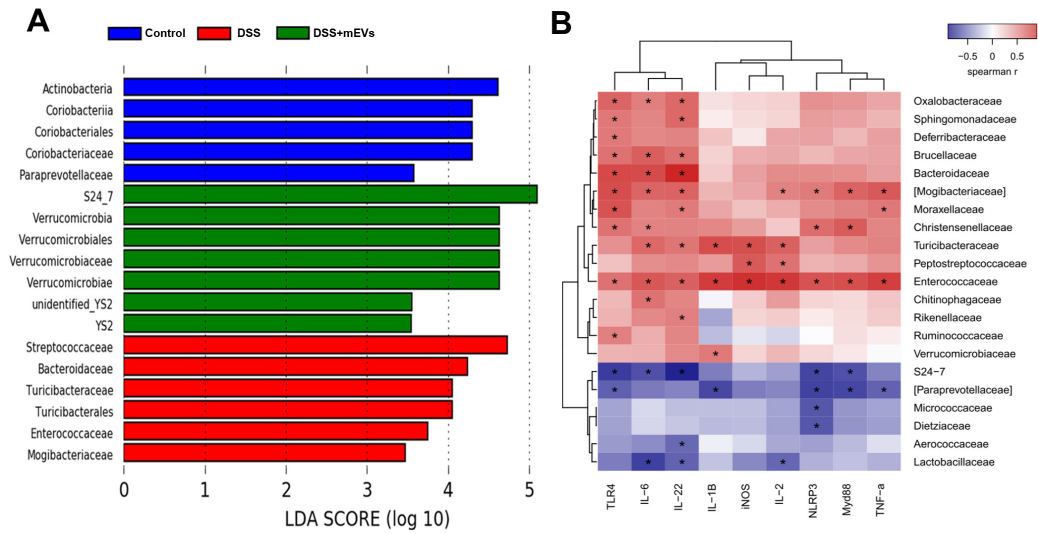 A
Control DSS DSS+mEVs
Actinobacteria
Coriobacteriia
Coriobacteriales
Coriobacteriaceae
Paraprevotellaceae
S24_7
Verrucomicrobia
Verrucomicrobiales
Verrucomicrobiaceae
Verrucomicrobiae
unidentified_YS2
YS2
Streptococcaceae
Bacteroidaceae
Turicibacteraceae
Turicibacterales
Enterococcaceae
Mogibacteriaceae
0 1 2 3 4 5
LDA SCORE (log 10)
B
−0.5 0 0.5
spearman r
Oxalobacteraceae
Sphingomonadaceae
Deferribacteraceae
Brucellaceae
Bacteroidaceae
[Mogibacteriaceae]
Moraxellaceae
Christensenellaceae
Turicibacteraceae
Peptostreptococcaceae
Enterococcaceae
Chitinophagaceae
Rikenellaceae
Ruminococcaceae
Verrucomicrobiaceae
S24−7
[Paraprevotellaceae]
Micrococcaceae
Dietziaceae
Aerococcaceae
Lactobacillaceae
TLR4 IL−6 IL−22 IL−1B iNOS IL−2 NLRP3 Myd88 TNF−a